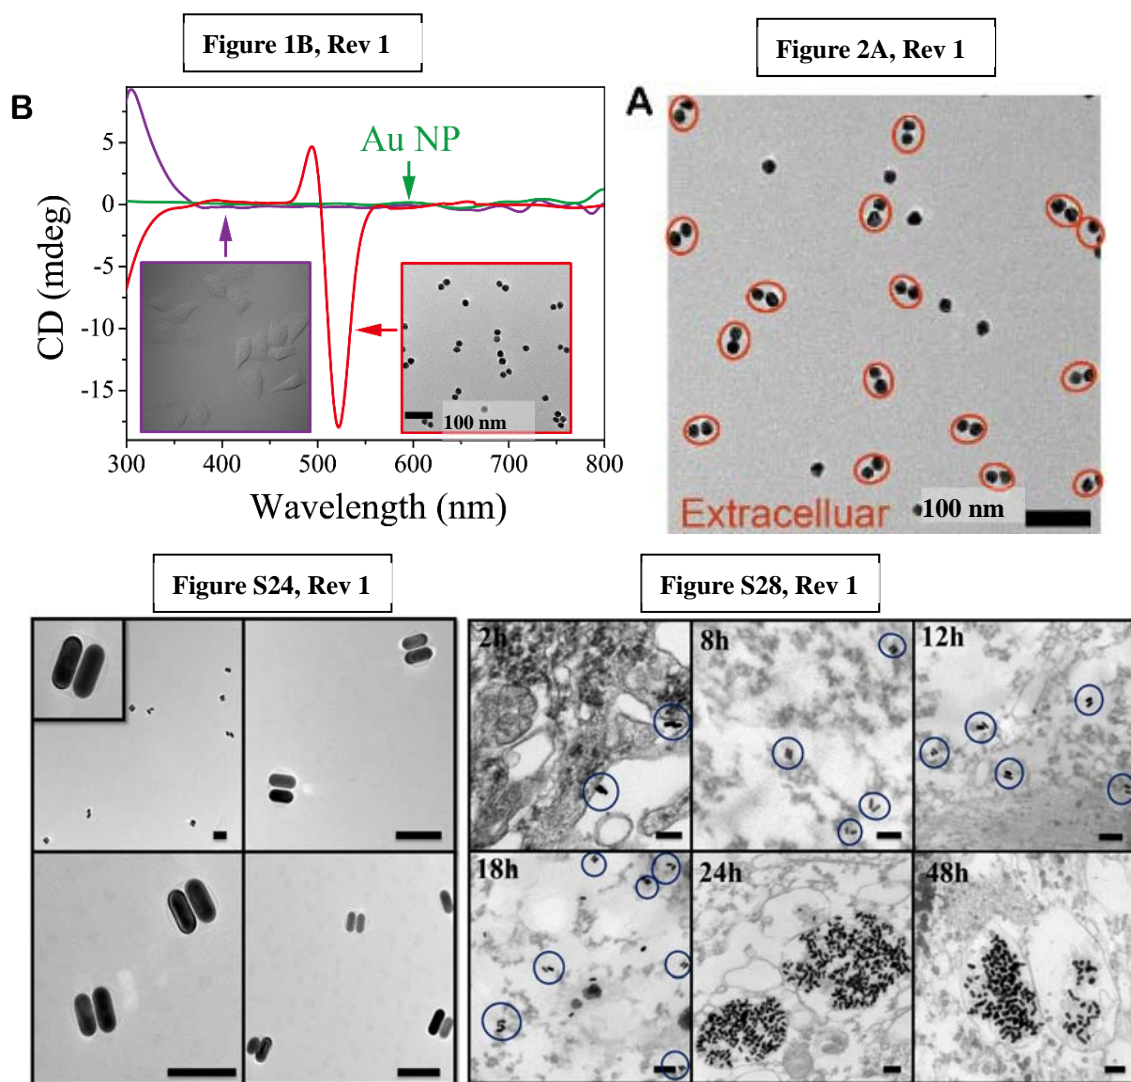 Figure 1B, Rev 1
Figure 2A, Rev 1
B
5
0
-5
-10
-15
CD (mdeg)
Au NP
100 nm
300
400
500
600
700
800
Wavelength (nm)
A
Extracelluar
100 nm
Figure S24, Rev 1
Figure S28, Rev 1
2h
8h
12h
18h
24h
48h